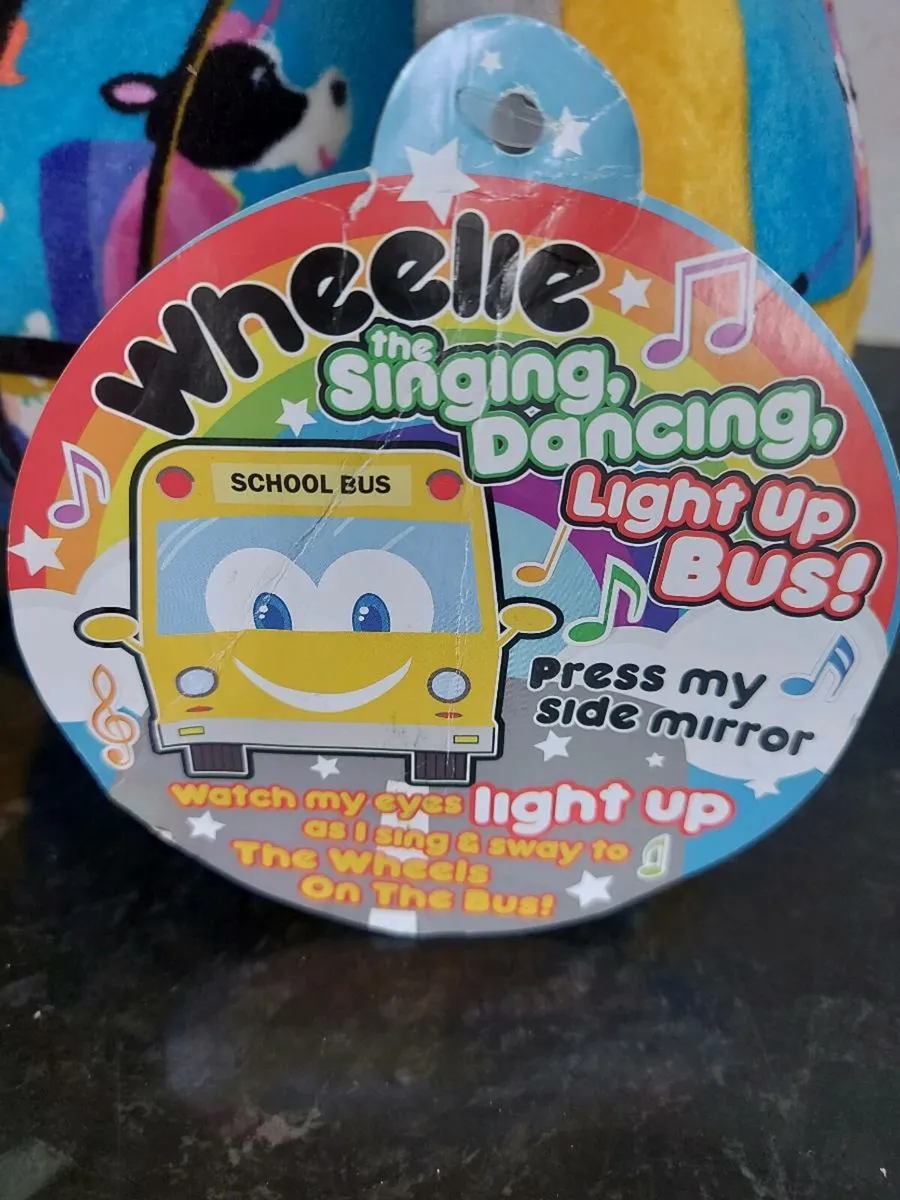 Wheelie
the
Singing,
Dancing,
Light Up
Bus!
SCHOOL BUS
Press my
side mirror
Watch my eyes light up
as I sing & sway to
The Wheels
On The Bus!